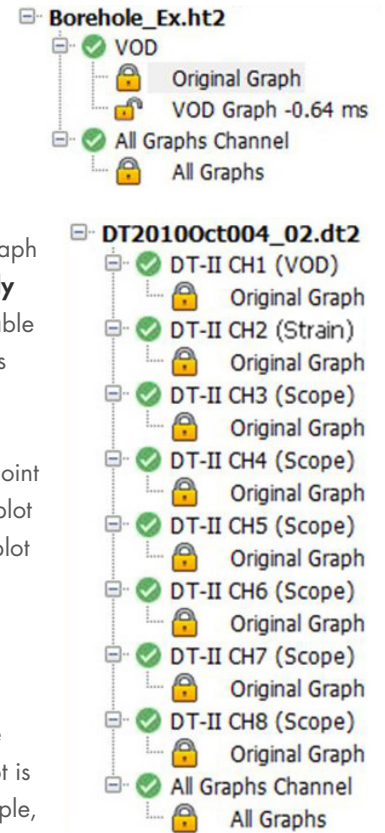 Borehole_Ex.ht2
VOD
Original Graph
VOD Graph -0.64 ms
All Graphs Channel
All Graphs
DT2010Oct004_02.dt2
DT-II CH1 (VOD)
Original Graph
DT-II CH2 (Strain)
Original Graph
DT-II CH3 (Scope)
Original Graph
DT-II CH4 (Scope)
Original Graph
DT-II CH5 (Scope)
Original Graph
DT-II CH6 (Scope)
Original Graph
DT-II CH7 (Scope)
Original Graph
DT-II CH8 (Scope)
Original Graph
All Graphs Channel
All Graphs
plot
plot